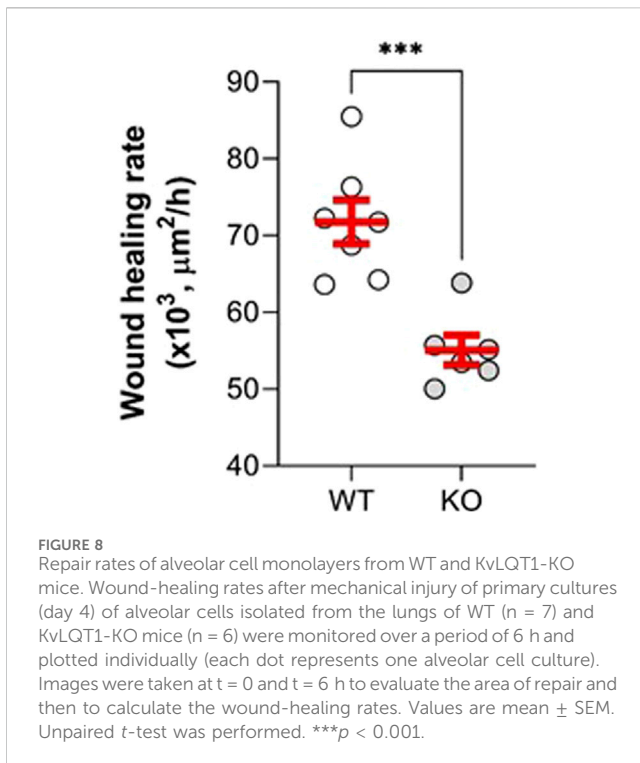 ***
Wound healing rate
(x10³, µm²/h)
90
80
70
60
50
40
WT KO
FIGURE 8
Repair rates of alveolar cell monolayers from WT and KvLQT1-KO
mice. Wound-healing rates after mechanical injury of primary cultures
(day 4) of alveolar cells isolated from the lungs of WT (n = 7) and
KvLQT1-KO mice (n = 6) were monitored over a period of 6 h and
plotted individually (each dot represents one alveolar cell culture).
Images were taken at t = 0 and t = 6 h to evaluate the area of repair and
then to calculate the wound-healing rates. Values are mean ± SEM.
Unpaired t-test was performed. ***p < 0.001.